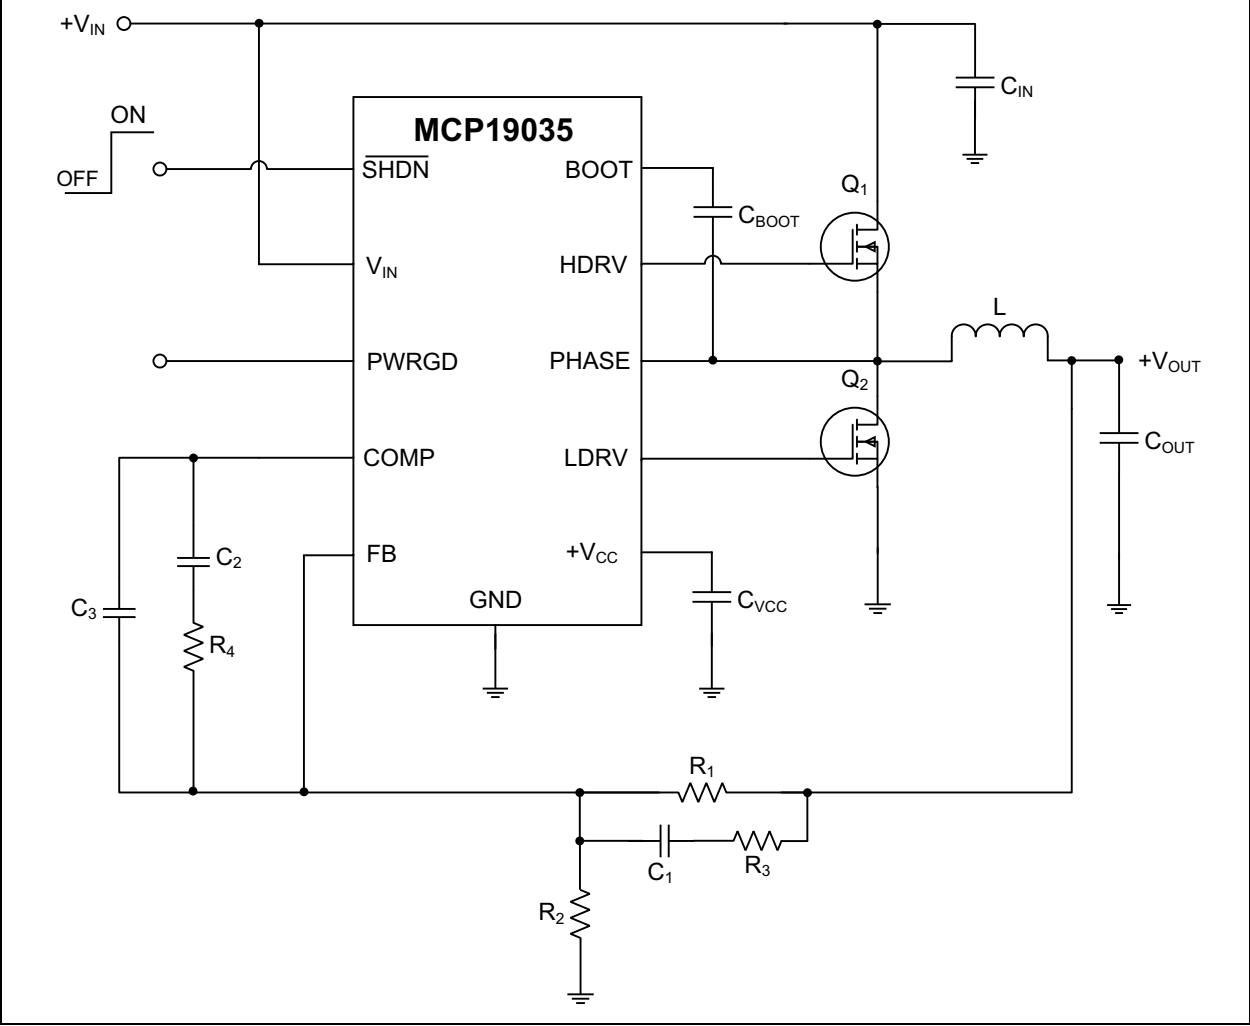 +VIN
CIN
ON
OFF
MCP19035
SHDN
BOOT
CBOOT
Q1
VIN
HDRV
L
PWRGD
PHASE
+VOUT
Q2
COMP
LDRV
COUT
FB
+VCC
C2
GND
CVCC
C3
R4
R1
C1
R3
R2